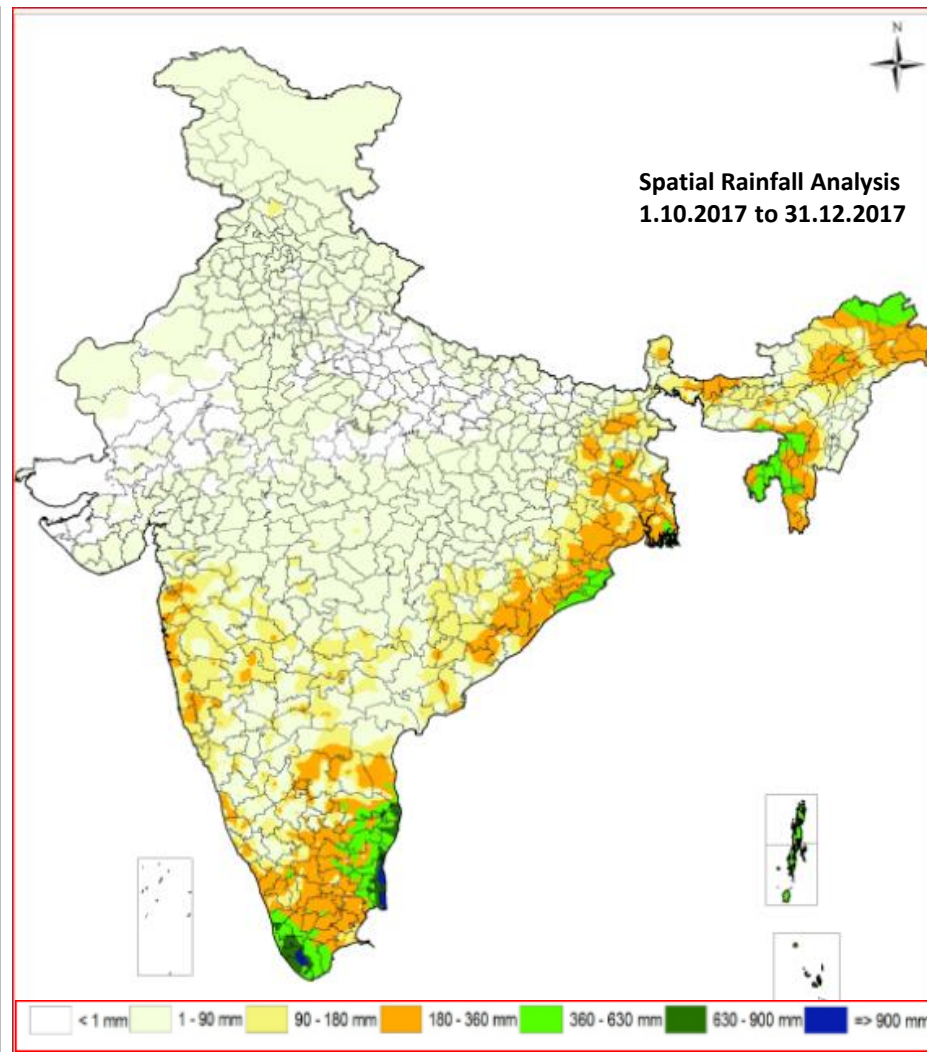 N
Spatial Rainfall Analysis
1.10.2017 to 31.12.2017
< 1 mm 1 - 90 mm 90 - 180 mm 180 - 360 mm 360 - 630 mm 630 - 900 mm => 900 mm